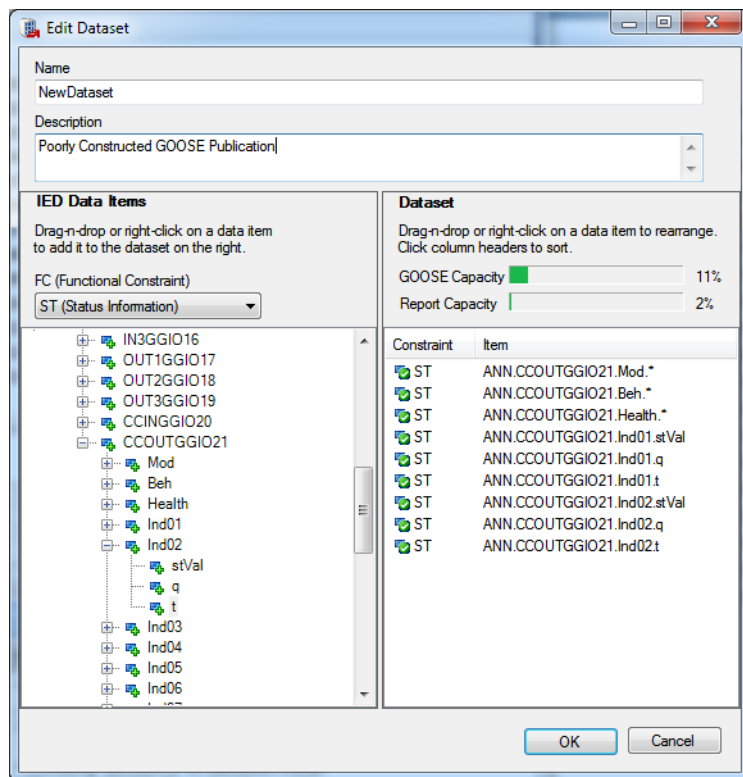 Edit Dataset
Name
NewDataset
Description
Poorly Constructed GOOSE Publication
IED Data Items
Drag-n-drop or right-click on a data item
to add it to the dataset on the right.
FC (Functional Constraint)
ST (Status Information)
IN3GGIO16
OUT1GGIO17
OUT2GGIO18
OUT3GGIO19
CCINGGIO20
CCOUTGGIO21
Mod
Beh
Health
Ind01
Ind02
stVal
q
t
Ind03
Ind04
Ind05
Ind06
Dataset
Drag-n-drop or right-click on a data item to rearrange.
Click column headers to sort.
GOOSE Capacity 11%
Report Capacity 2%
Constraint Item
ST ANN.CCOUTGGIO21.Mod.*
ST ANN.CCOUTGGIO21.Beh.*
ST ANN.CCOUTGGIO21.Health.*
ST ANN.CCOUTGGIO21.Ind01.stVal
ST ANN.CCOUTGGIO21.Ind01.q
ST ANN.CCOUTGGIO21.Ind01.t
ST ANN.CCOUTGGIO21.Ind02.stVal
ST ANN.CCOUTGGIO21.Ind02.q
ST ANN.CCOUTGGIO21.Ind02.t
OK Cancel